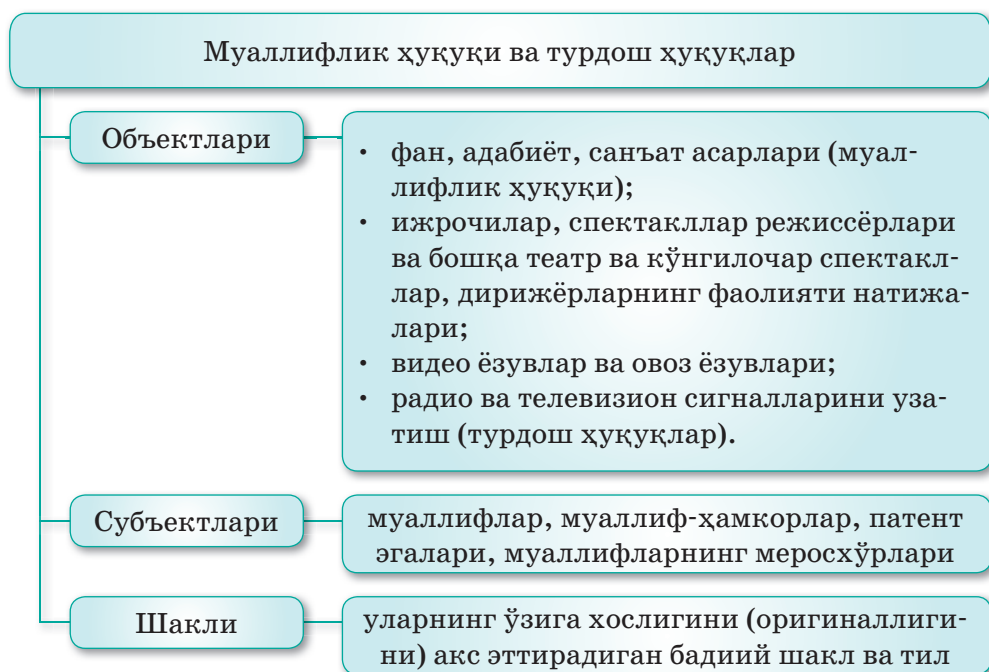 Муаллифлик ҳуқуқи ва турдош ҳуқуқлар
Объектлари
• фан, адабиёт, санъат асарлари (муал-
лифлик ҳуқуқи);
• ижрочилар, спектакллар режиссёрлари
ва бошқа театр ва кўнгилочар спектакл-
лар, дирижёрларнинг фаолияти натижа-
лари;
• видео ёзувлар ва овоз ёзувлари;
• радио ва телевизион сигналларини уза-
тиш (турдош ҳуқуқлар).
Субъектлари
муаллифлар, муаллиф-ҳамкорлар, патент
эгалари, муаллифларнинг меросхўрлари
Шакли
уларнинг ўзига хослигини (оригиналлиги-
ни) акс эттирадиган бадиий шакл ва тил